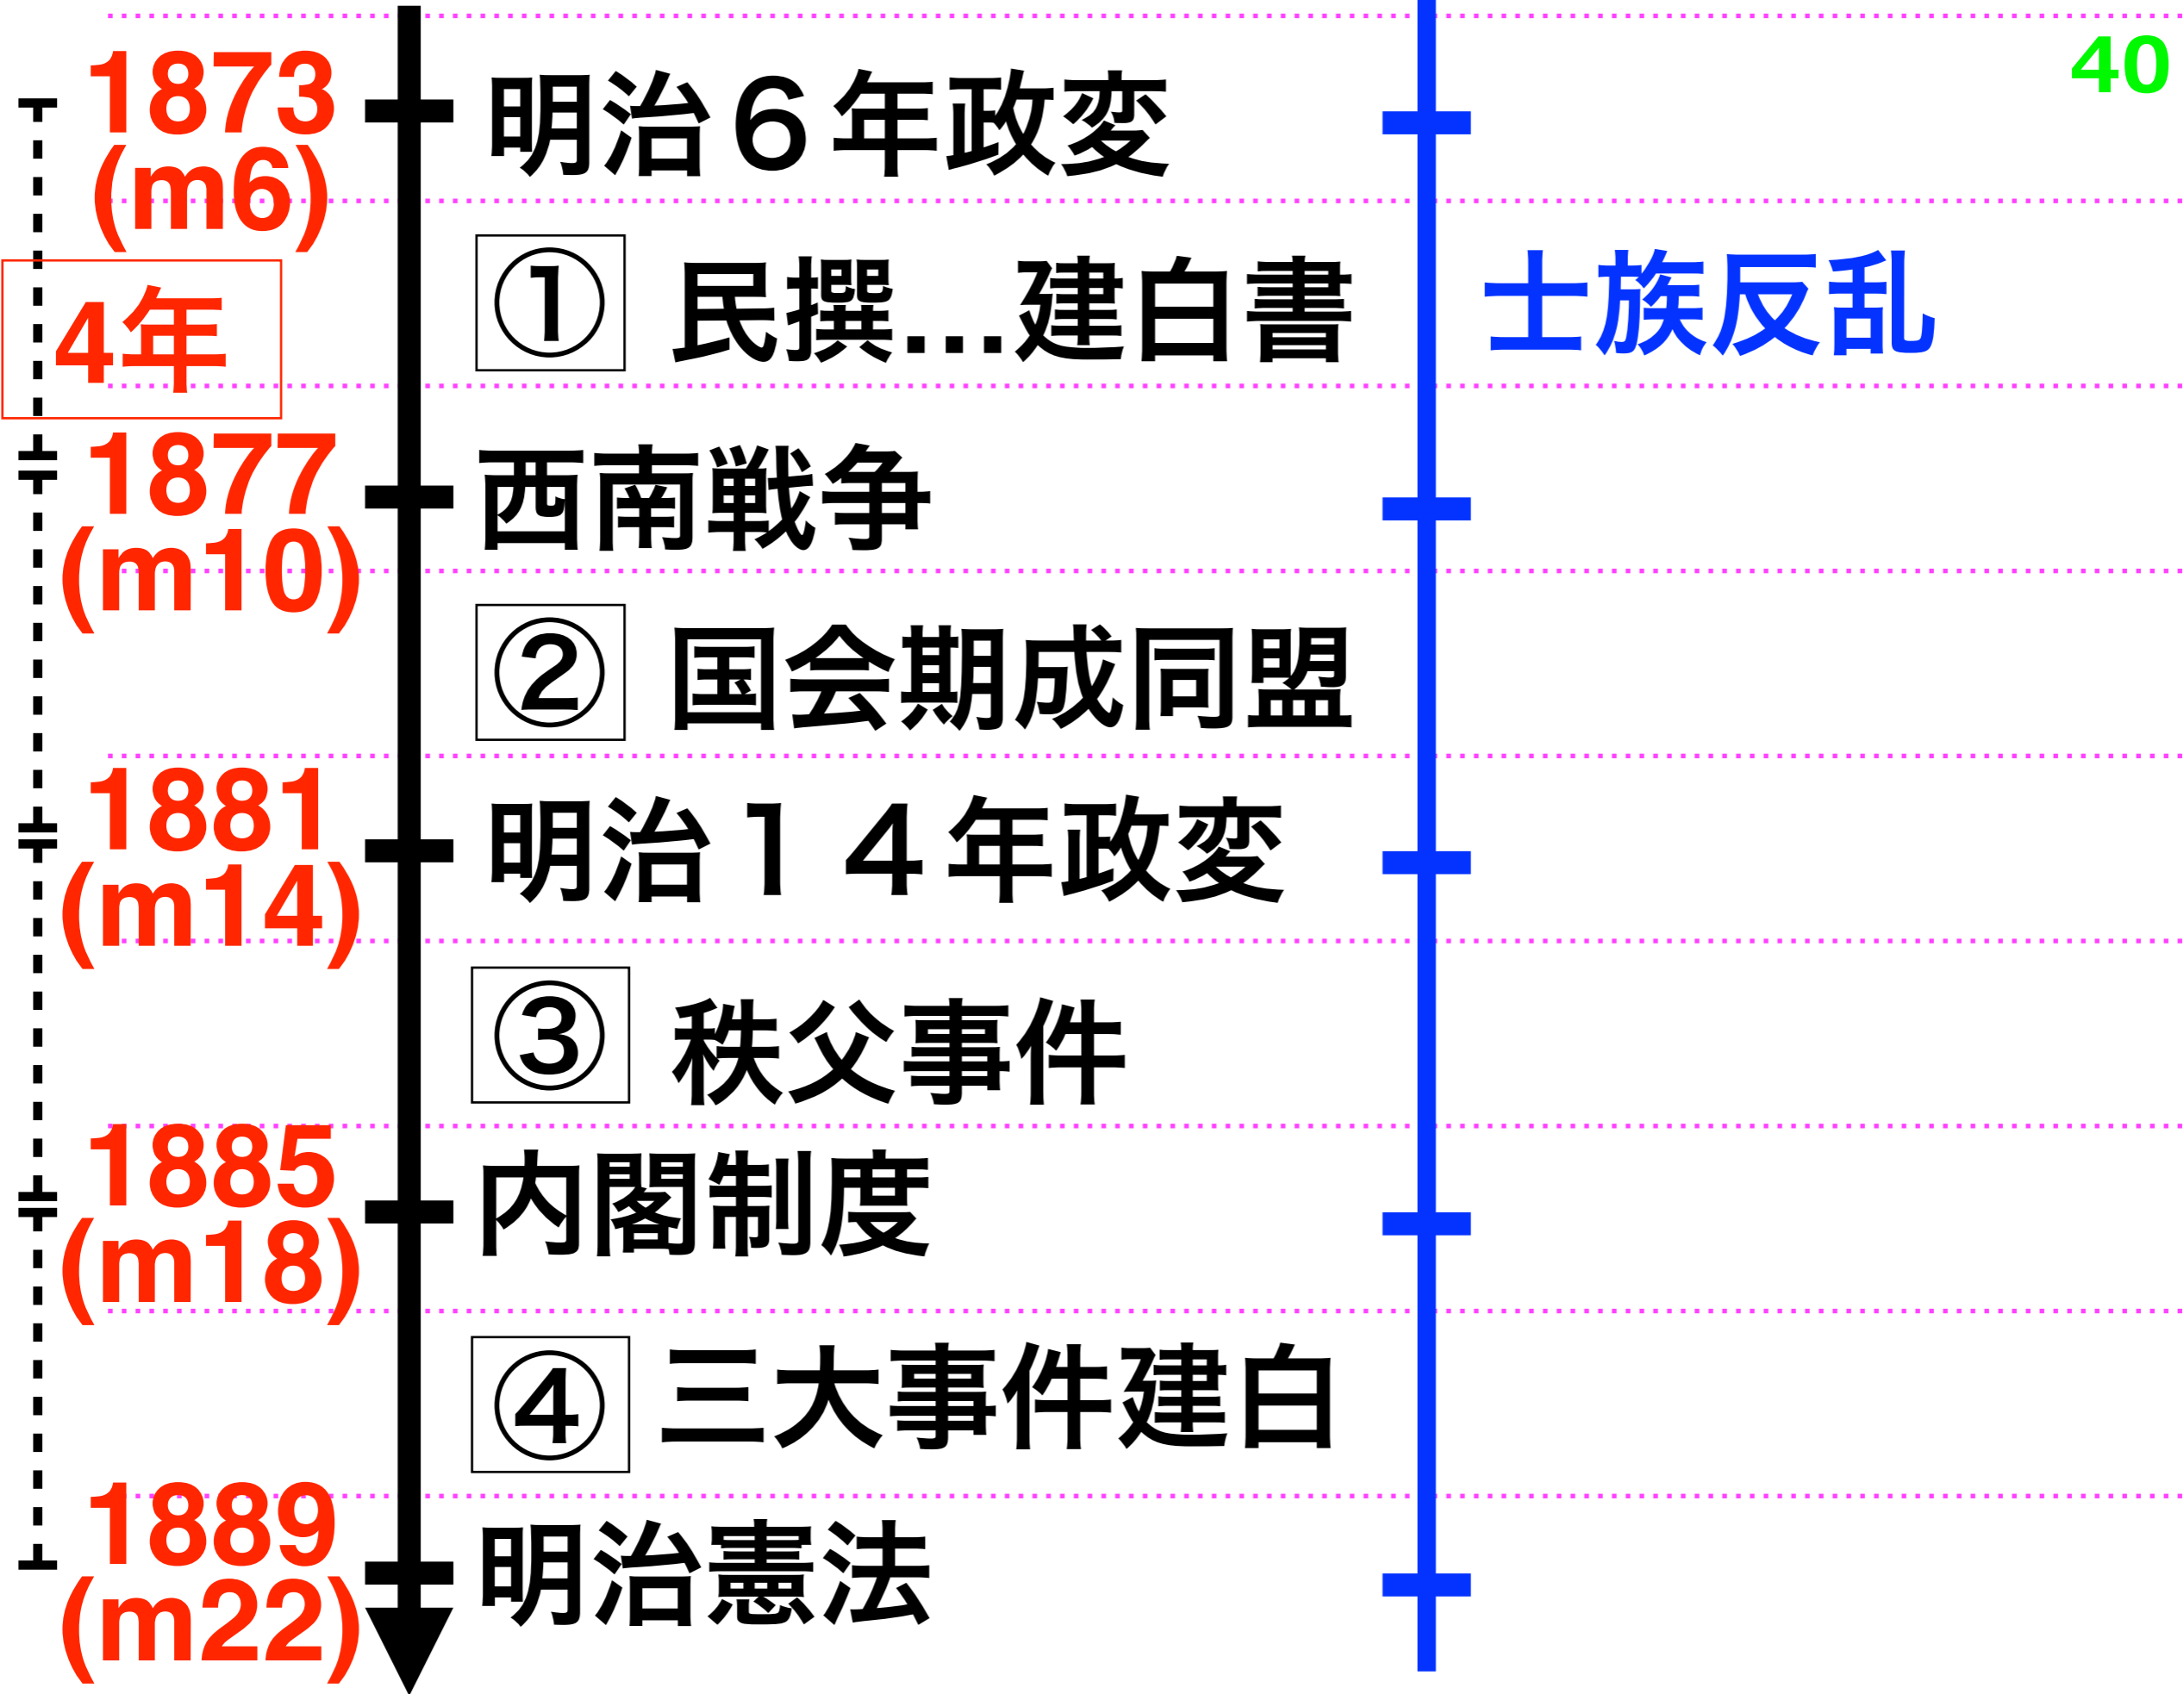 40
1873
(m6)
明治６年政変
4年
① 民撰…建白書
士族反乱
1877
(m10)
西南戦争
② 国会期成同盟
1881
(m14)
明治１４年政変
③ 秩父事件
1885
(m18)
内閣制度
④ 三大事件建白
1889
(m22)
明治憲法